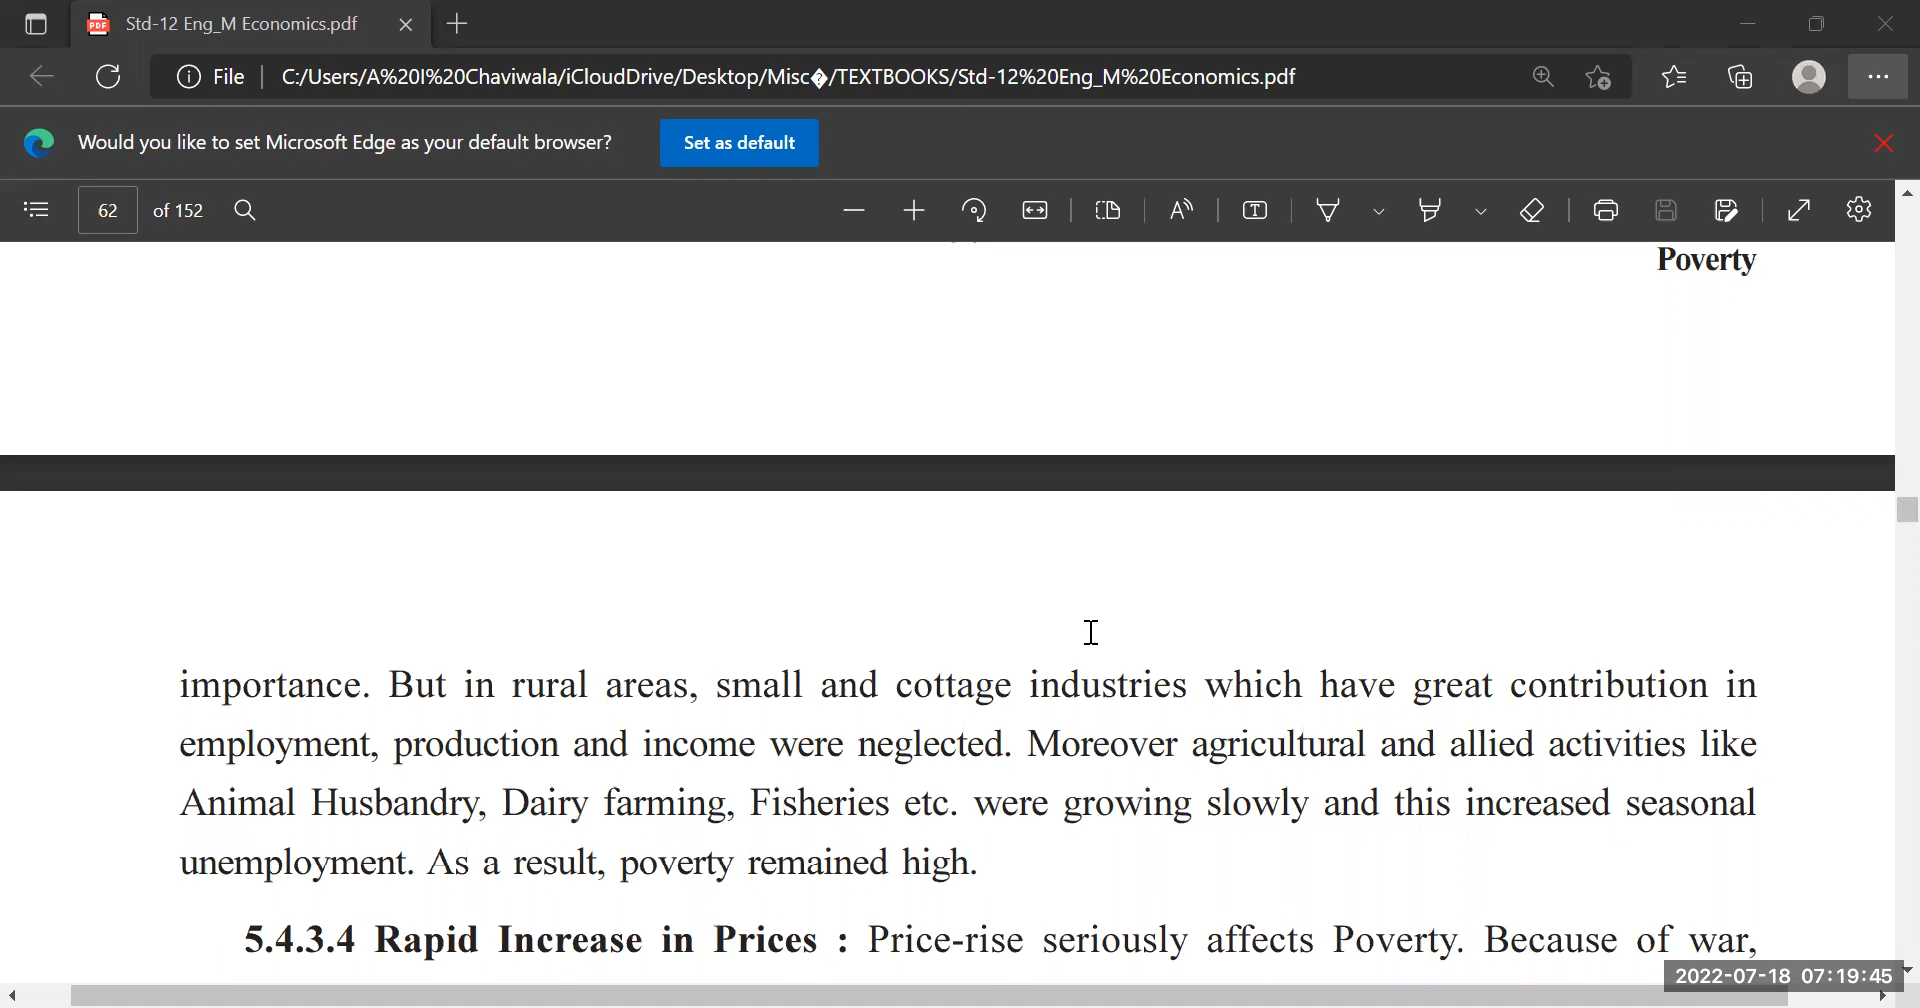 Std-12 Eng_M Economics.pdf
File C:/Users/A%20I%20Chaviwala/iCloudDrive/Desktop/Misc�/TEXTBOOKS/Std-12%20Eng_M%20Economics.pdf
Would you like to set Microsoft Edge as your default browser? Set as default
62 of 152
Poverty
importance. But in rural areas, small and cottage industries which have great contribution in
employment, production and income were neglected. Moreover agricultural and allied activities like
Animal Husbandry, Dairy farming, Fisheries etc. were growing slowly and this increased seasonal
unemployment. As a result, poverty remained high.
5.4.3.4 Rapid Increase in Prices : Price-rise seriously affects Poverty. Because of war,
2022-07-18 07:19:45